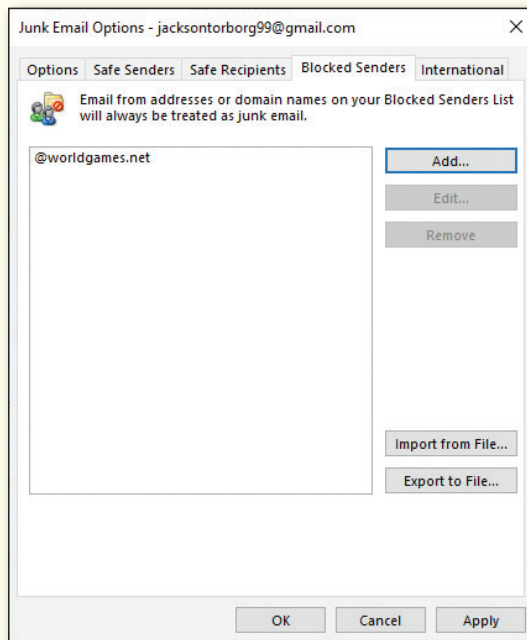 Junk Email Options - jacksontorborg99@gmail.com
Options Safe Senders Safe Recipients Blocked Senders International
Email from addresses or domain names on your Blocked Senders List
will always be treated as junk email.
@worldgames.net
Add...
Edit...
Remove
Import from File...
Export to File...
OK Cancel Apply